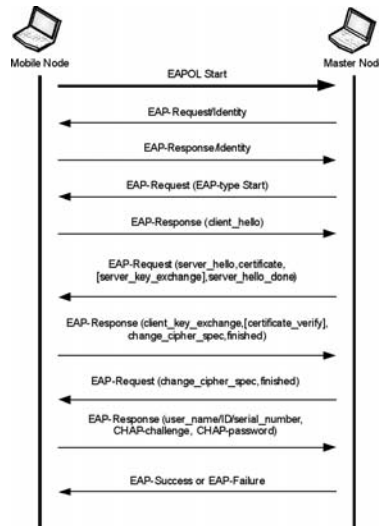 Mobile Node
Master Node
EAPOL Start
EAP-Request/Identity
EAP-Response/Identity
EAP-Request (EAP-type Start)
EAP-Response (client_hello)
EAP-Request (server_hello,certificate,
[server_key_exchange],server_hello_done)
EAP-Response (client_key_exchange,[certificate_verify],
change_cipher_spec,finished)
EAP-Request (change_cipher_spec,finished)
EAP-Response (user_name/ID/serial_number,
CHAP-challenge, CHAP-password)
EAP-Success or EAP-Failure